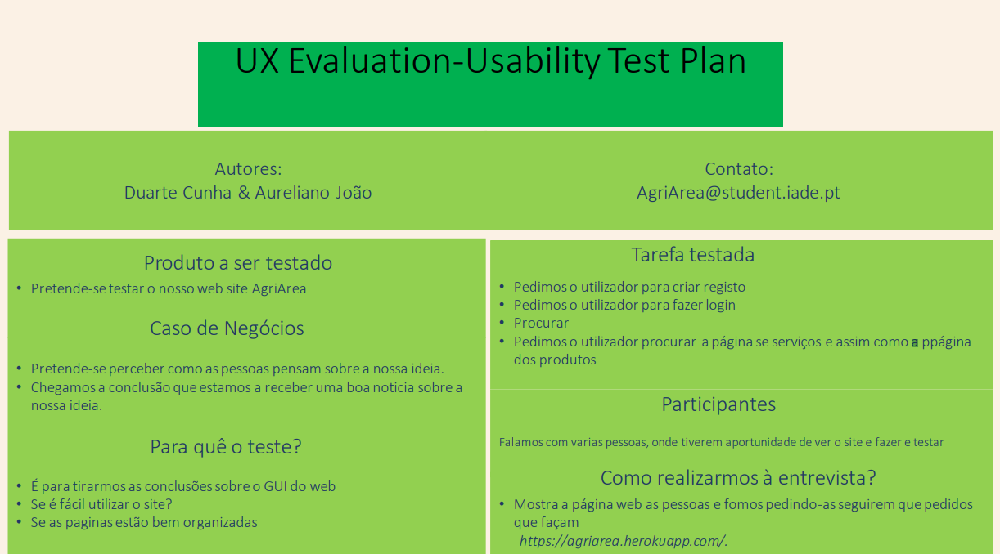 UX Evaluation-Usability Test Plan
Autores:
Duarte Cunha & Aureliano João
Contato:
AgriArea@student.iade.pt
Produto a ser testado
• Pretende-se testar o nosso web site AgriArea
Caso de Negócios
• Pretende-se perceber como as pessoas pensam sobre a nossa ideia.
• Chegamos a conclusão que estamos a receber uma boa noticia sobre a
nossa ideia.
Para quê o teste?
• É para tirarmos as conclusões sobre o GUI do web
• Se é fácil utilizar o site?
• Se as paginas estão bem organizadas
Tarefa testada
• Pedimos o utilizador para criar registo
• Pedimos o utilizador para fazer login
• Procurar
• Pedimos o utilizador procurar a página se serviços e assim como a ppágina
dos produtos
Participantes
Falamos com varias pessoas, onde tiverem aportunidade de ver o site e fazer e testar
Como realizarmos à entrevista?
• Mostra a página web as pessoas e fomos pedindo-as seguirem que pedidos
que façam
https://agriarea.herokuapp.com/.